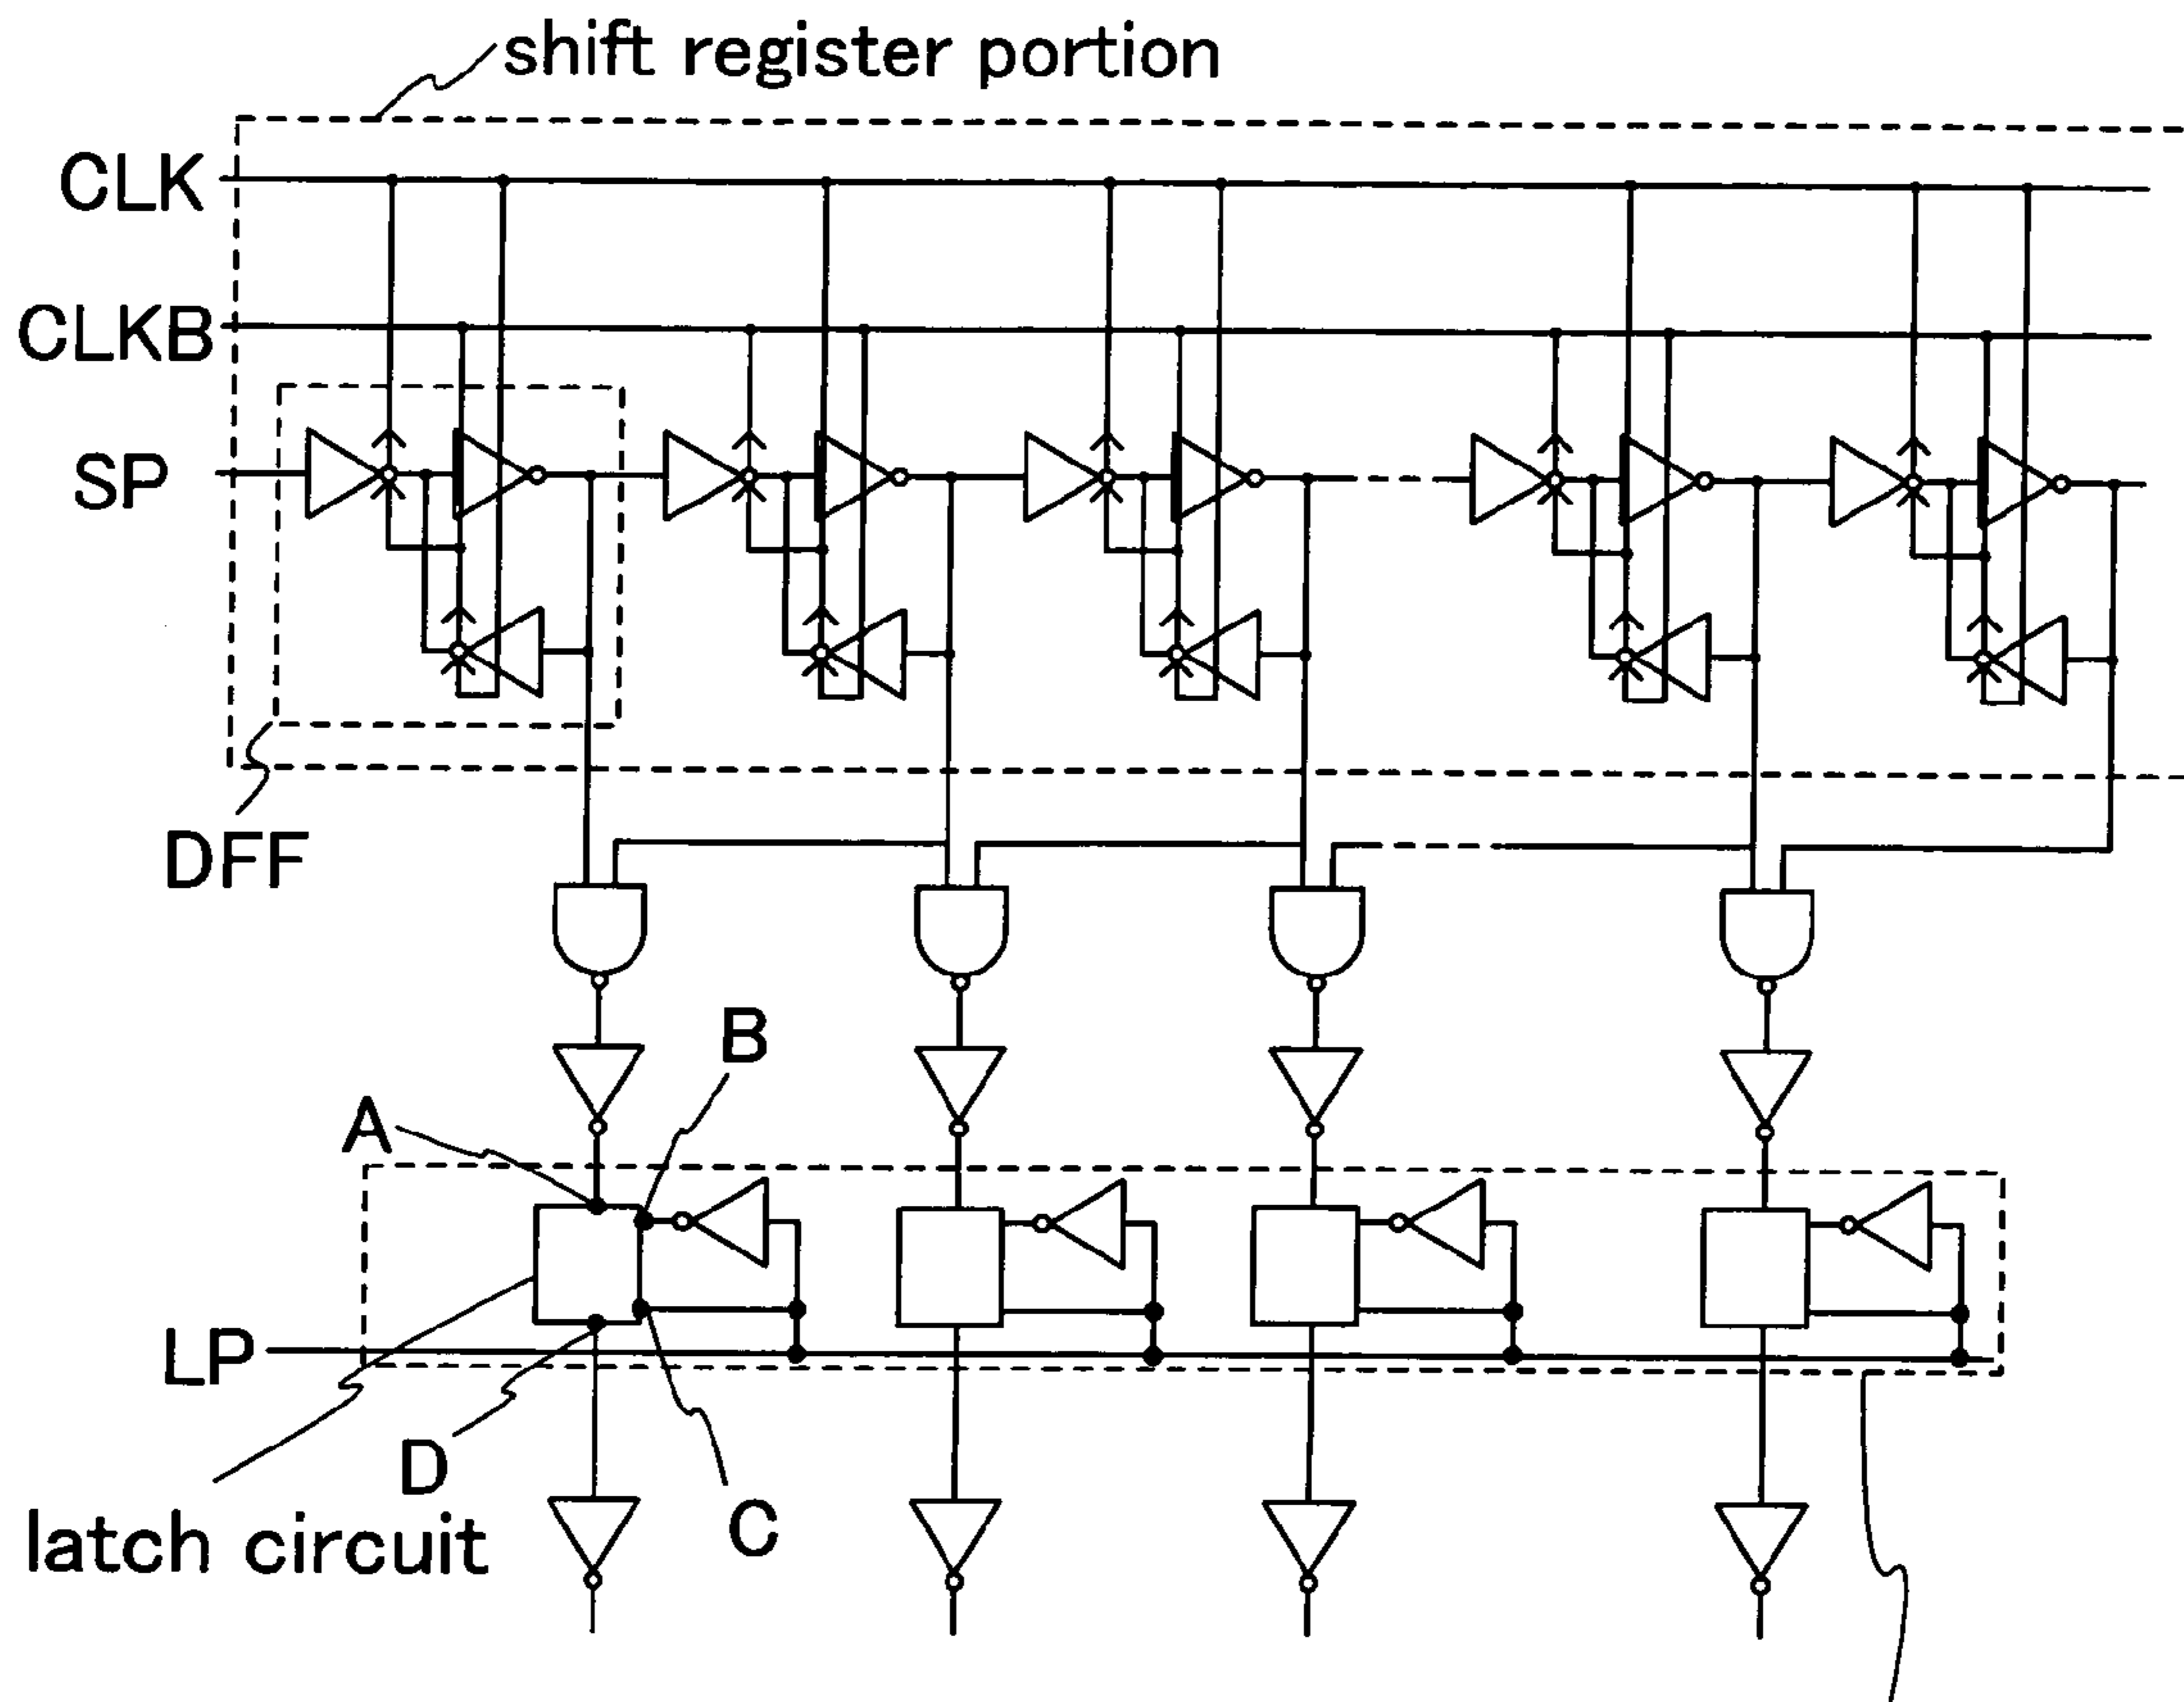 shift register portion
CLK
CLKB
SP
DFF
B
A
LP
D
C
latch circuit